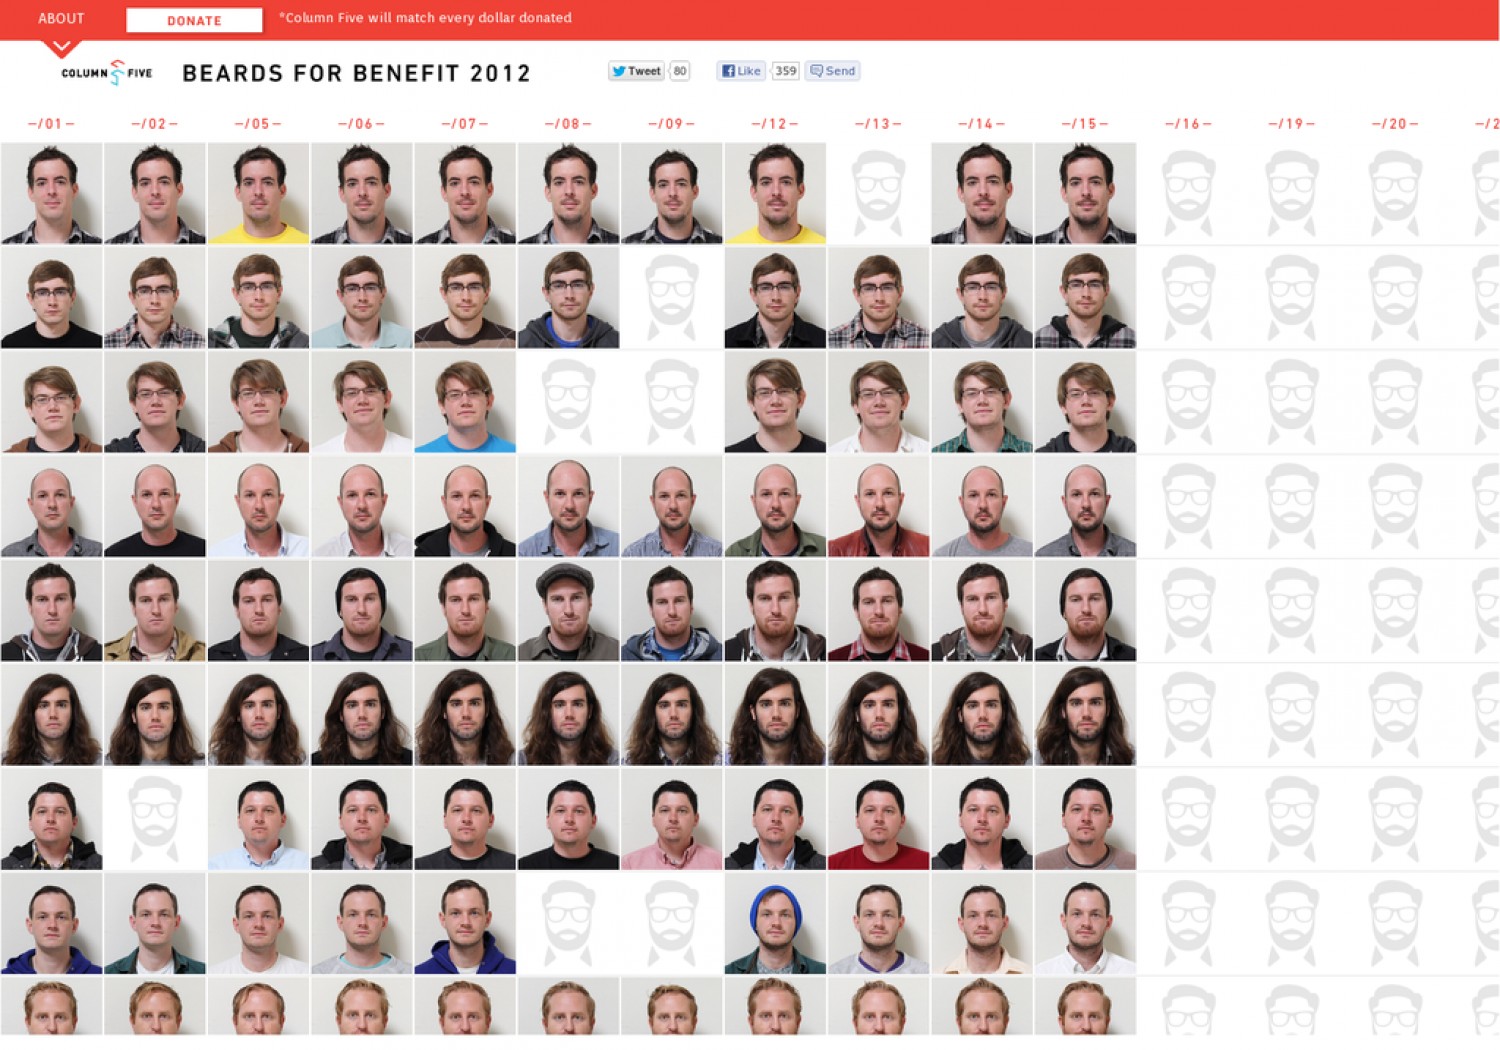 ABOUT
DONATE
*Column Five will match every dollar donated
COLUMN FIVE
BEARDS FOR BENEFIT 2012
Tweet 80
Like 359 Send
—/01— —/02— —/05— —/06— —/07— —/08— —/09— —/12— —/13— —/14— —/15— —/16— —/19— —/20— —/2